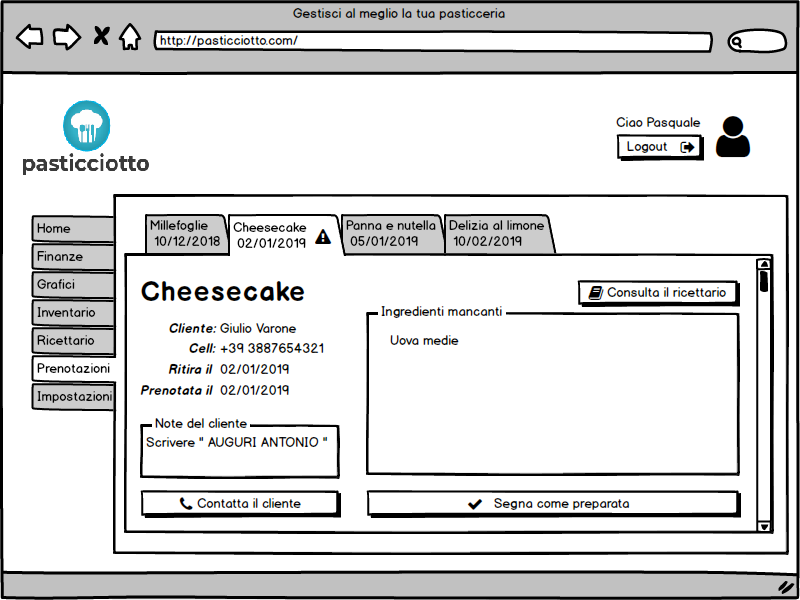 Gestisci al meglio la tua pasticceria
http://pasticciotto.com/
pasticciotto
Ciao Pasquale
Logout
Home
Finanze
Grafici
Inventario
Ricettario
Prenotazioni
Impostazioni
Millefoglie
10/12/2018
Cheesecake
02/01/2019
Panna e nutella
05/01/2019
Delizia al limone
10/02/2019
Cheesecake
Cliente: Giulio Varone
Cell: +39 3887654321
Ritira il 02/01/2019
Prenotata il 02/01/2019
Note del cliente
Scrivere " AUGURI ANTONIO "
Contatta il cliente
Consulta il ricettario
Ingredienti mancanti
Uova medie
Segna come preparata